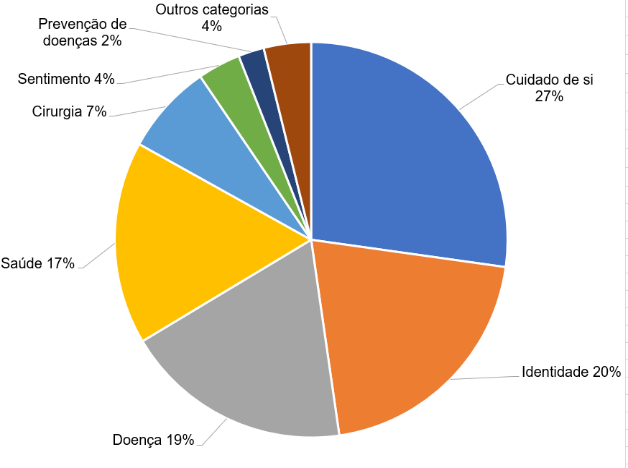 Outros categorias
4%
Prevenção de
doenças 2%
Sentimento 4%
Cirurgia 7%
Cuidado de si
27%
Saúde 17%
Identidade 20%
Doença 19%